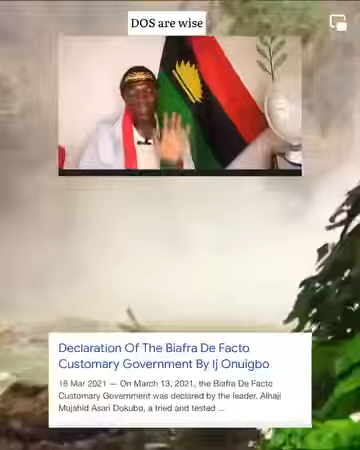 DOS are wise
Declaration Of The Biafra De Facto
Customary Government By Ij Onuigbo
16 Mar 2021 — On March 13, 2021, the Biafra De Facto
Customary Government was declared by the leader, Alhaji
Mojahid Asari Dokubo, a tried and tested ...